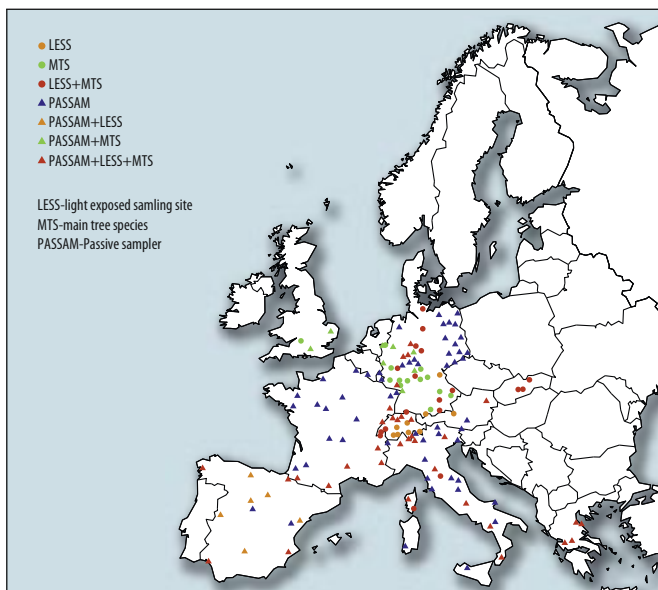 LESS
MTS
LESS+MTS
PASSAM
PASSAM+LESS
PASSAM+MTS
PASSAM+LESS+MTS
LESS-light exposed samling site
MTS-main tree species
PASSAM-Passive sampler